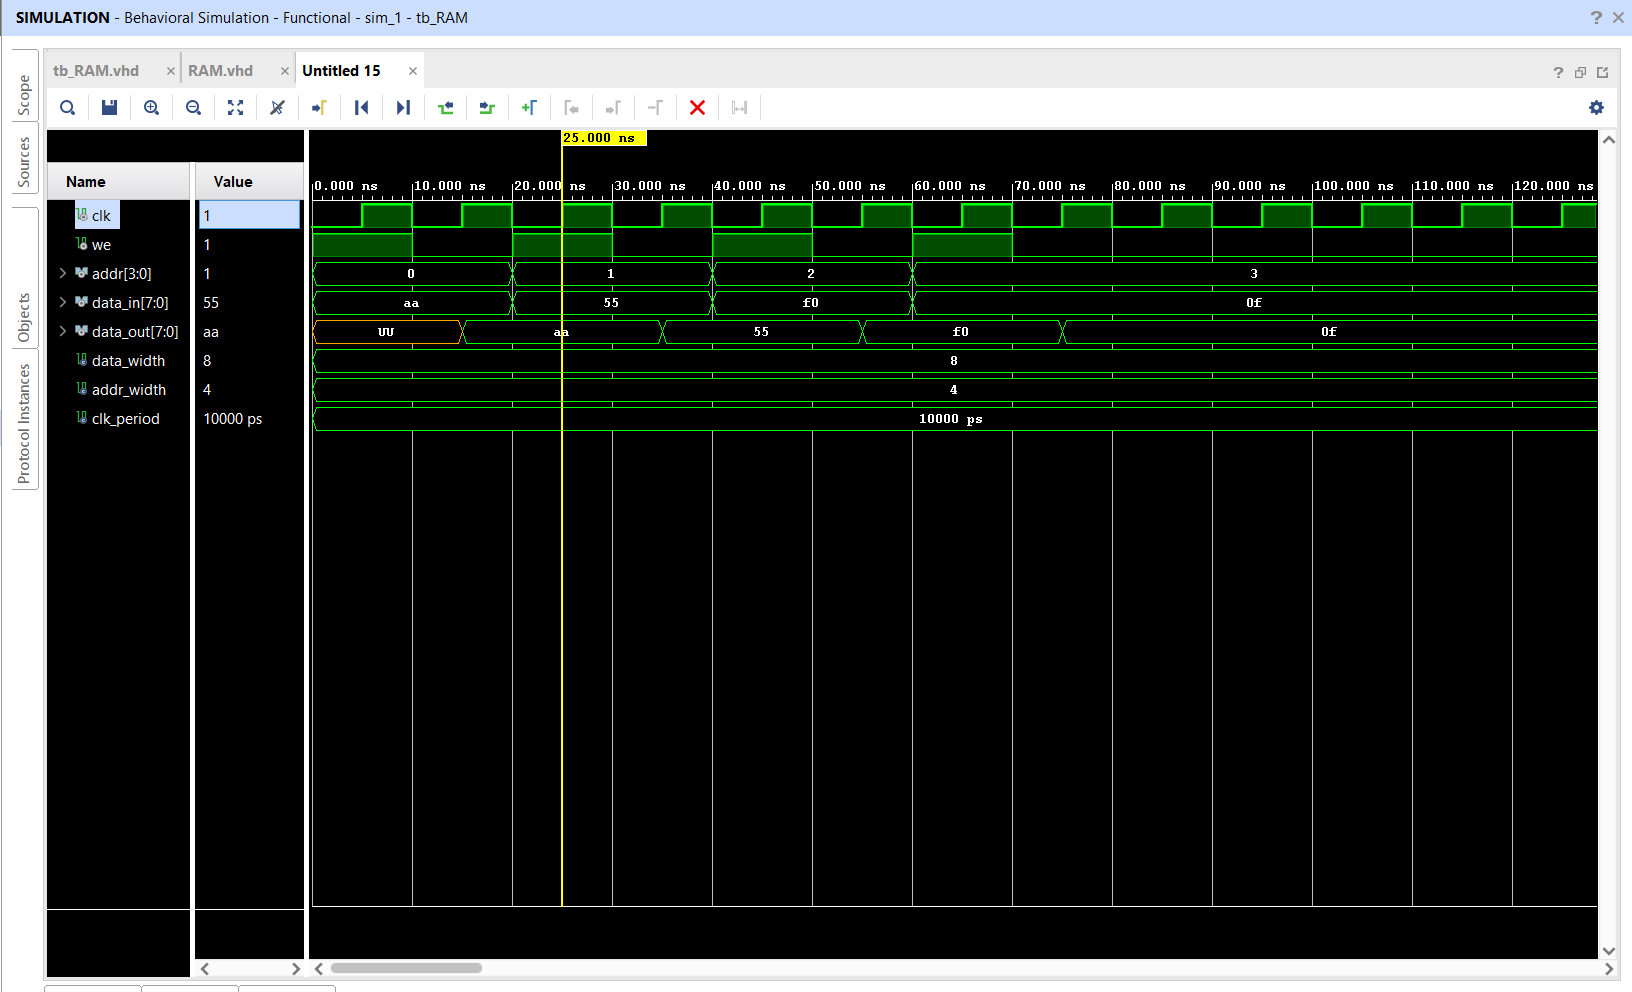 SIMULATION - Behavioral Simulation - Functional - sim_1 - tb_RAM
Scope
Sources
Objects
Protocol Instances
tb_RAM.vhd
RAM.vhd
Untitled 15
25.000 ns
Name Value
0.000 ns 10.000 ns 20.000 ns 30.000 ns 40.000 ns 50.000 ns 60.000 ns 70.000 ns 80.000 ns 90.000 ns 100.000 ns 110.000 ns 120.000 ns
clk 1
we 1
addr[3:0] 1 0 1 2 3
data_in[7:0] 55 aa 55 f0 0f
data_out[7:0] aa UU aa 55 f0 0f
data_width 8 8
addr_width 4 4
clk_period 10000 ps 10000 ps